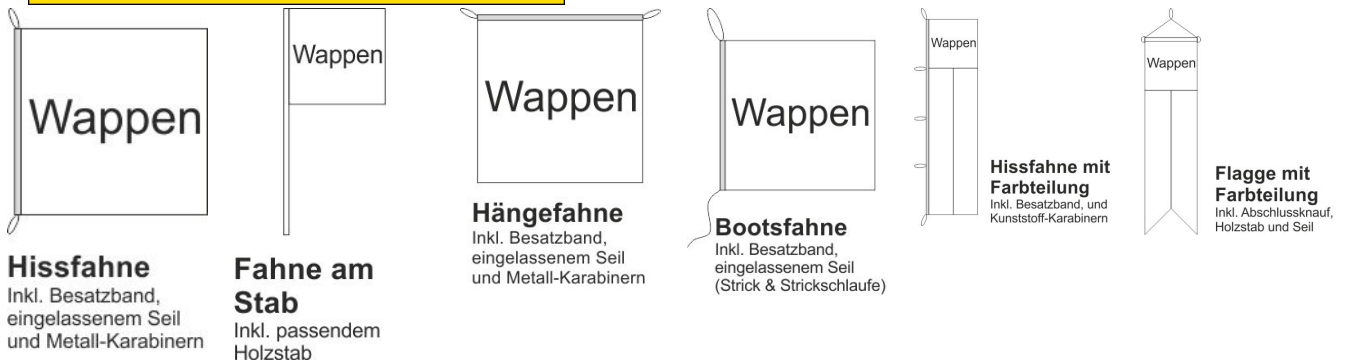 Wappen
Hissfahne
Inkl. Besatzband,
eingelassenem Seil
und Metall-Karabinern
Wappen
Fahne am
Stab
Inkl. passendem
Holzstab
Wappen
Hängefahne
Inkl. Besatzband,
eingelassenem Seil
und Metall-Karabinern
Wappen
Bootsfahne
Inkl. Besatzband,
eingelassenem Seil
(Strick & Strickschlaufe)
Wappen
Hissfahne mit
Farbteilung
Inkl. Besatzband, und
Kunststoff-Karabinern
Wappen
Flagge mit
Farbteilung
Inkl. Abschlussknauf,
Holzstab und Seil